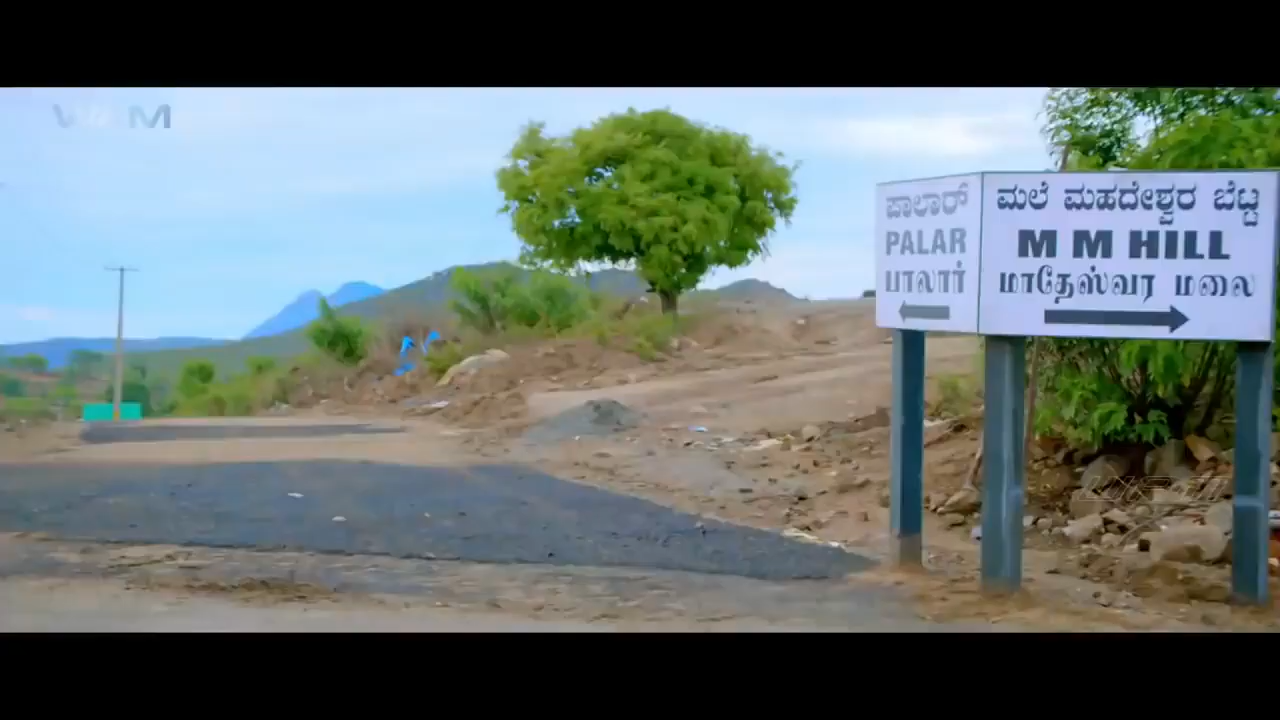 ಪಾಲಾರ್
PALAR
பாலார்
ಮಲೆ ಮಹದೇಶ್ವರ ಬೆಟ್ಟ
M M HILL
மாதேஸ்வர மலை